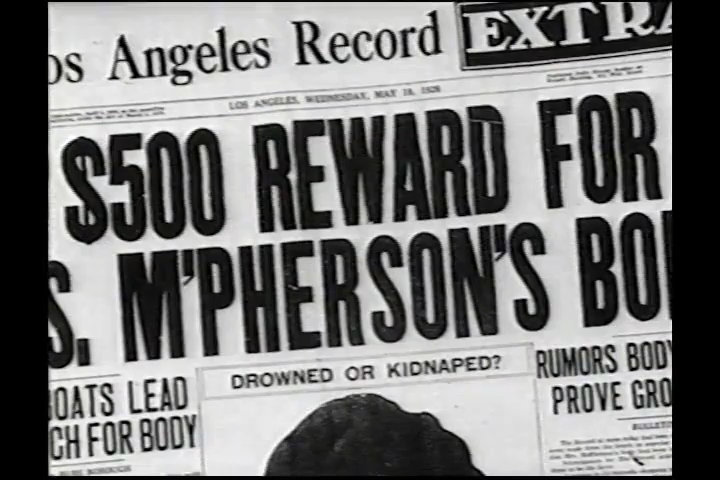 os Angeles Record EXTRA
LOS ANGELES, WEDNESDAY, MAY 19, 1926
$500 REWARD FOR
S. M'PHERSON'S BO
DROWNED OR KIDNAPED?
OATS LEAD
CH FOR BODY
RUMORS BODY
PROVE GRO
BULLETIN